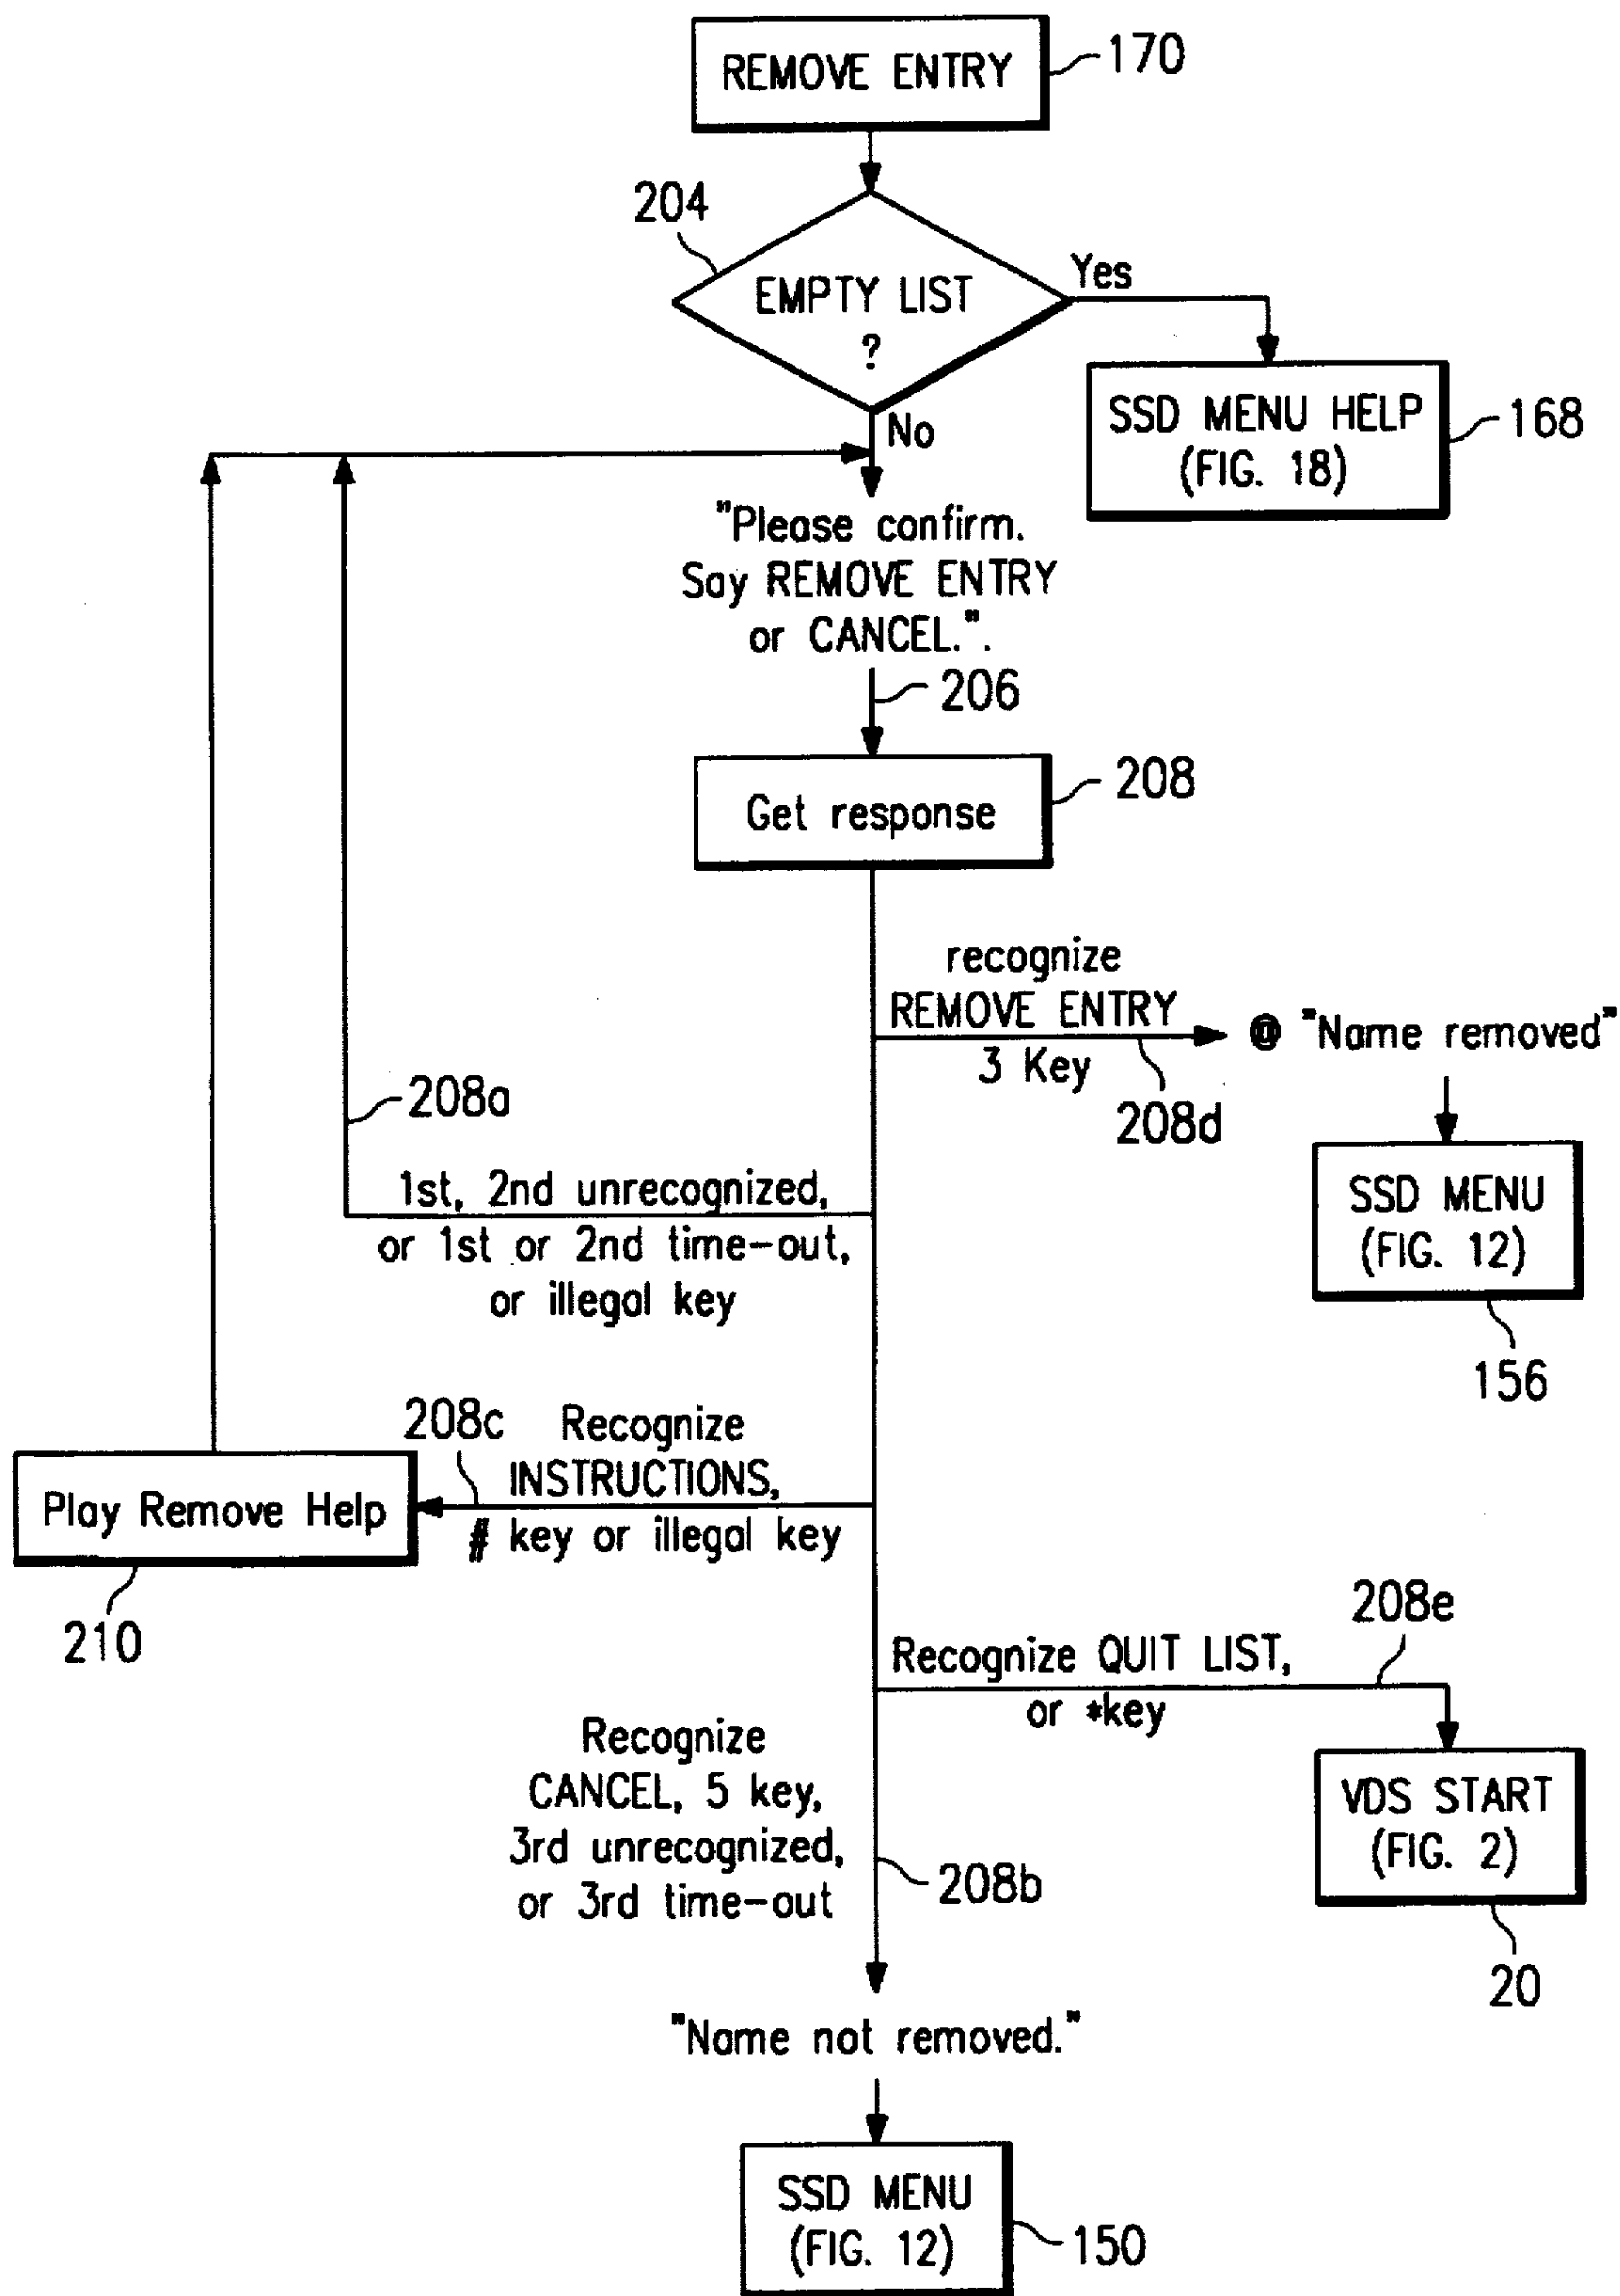 REMOVE ENTRY
170
204
EMPTY LIST
?
Yes
SSD MENU HELP
(FIG. 18)
168
No
"Please confirm.
Say REMOVE ENTRY
or CANCEL.".
206
Get response
208
recognize
REMOVE ENTRY
3 Key
208d
@ "Name removed"
SSD MENU
(FIG. 12)
156
208a
1st, 2nd unrecognized,
or 1st or 2nd time-out,
or illegal key
208c
Recognize
INSTRUCTIONS,
# key or illegal key
Play Remove Help
210
208e
Recognize QUIT LIST,
or *key
VDS START
(FIG. 2)
20
Recognize
CANCEL, 5 key,
3rd unrecognized,
or 3rd time-out
208b
"Name not removed."
SSD MENU
(FIG. 12)
150